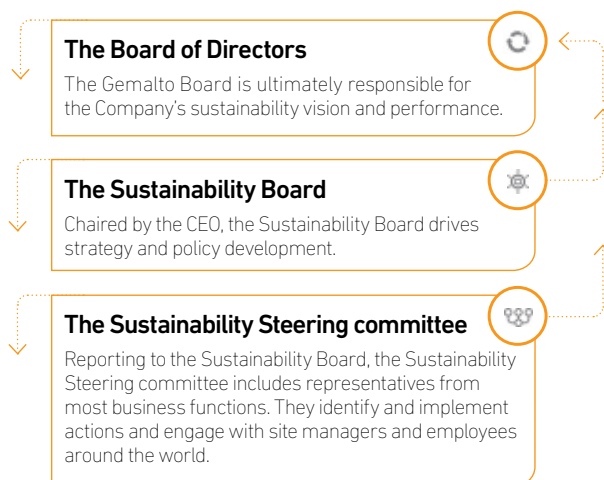 The Board of Directors
The Gemalto Board is ultimately responsible for
the Company's sustainability vision and performance.
The Sustainability Board
Chaired by the CEO, the Sustainability Board drives
strategy and policy development.
The Sustainability Steering committee
Reporting to the Sustainability Board, the Sustainability
Steering committee includes representatives from
most business functions. They identify and implement
actions and engage with site managers and employees
around the world.